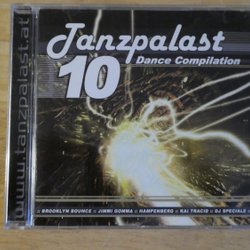 Tanzpalast
10
Dance Compilation
www.tanzpalast.at
:: BROOKLYN BOUNCE :: JIMMI GOMMA :: HAMPENBERG :: KAI TRACID :: DJ SPECIALE ::